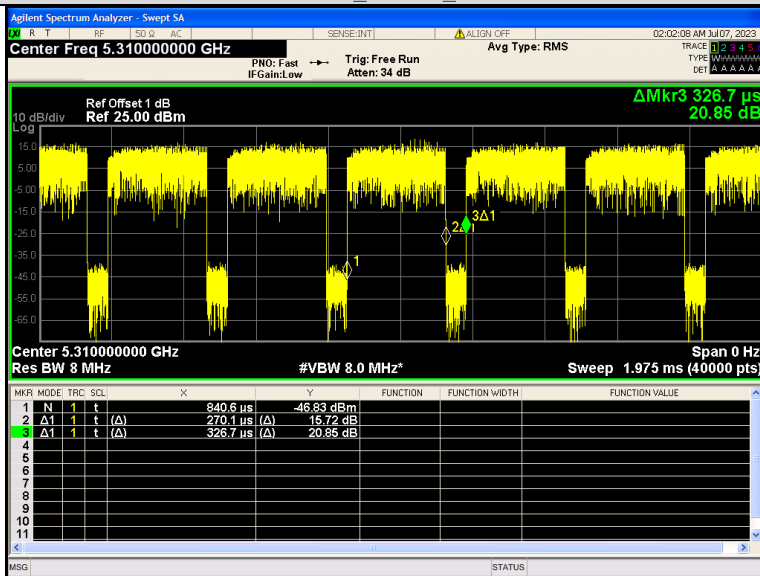 Agilent Spectrum Analyzer - Swept SA
LXI R T RF 50 Ω AC SENSE:INT ALIGN OFF 02:02:08 AM Jul 07, 2023
Center Freq 5.310000000 GHz
Avg Type: RMS
TRACE 1 2 3 4 5
PNO: Fast
Trig: Free Run
TYPE W
IFGain:Low
Atten: 34 dB
DET A A A A A
ΔMkr3 326.7 µs
20.85 dB
Ref Offset 1 dB
10 dB/div Ref 25.00 dBm
Log
15.0
5.00
-5.00
-15.0
3Δ1
2Δ1
-25.0
-35.0
1
-45.0
-55.0
-65.0
Center 5.310000000 GHz Span 0 Hz
Res BW 8 MHz #VBW 8.0 MHz* Sweep 1.975 ms (40000 pts)
MKR MODE TRC SCL X Y FUNCTION FUNCTION WIDTH FUNCTION VALUE
1 N 1 t 840.6 µs -46.83 dBm
2 Δ1 1 t (Δ) 270.1 µs (Δ) 15.72 dB
3 Δ1 1 t (Δ) 326.7 µs (Δ) 20.85 dB
4
5
6
7
8
9
10
11
MSG STATUS